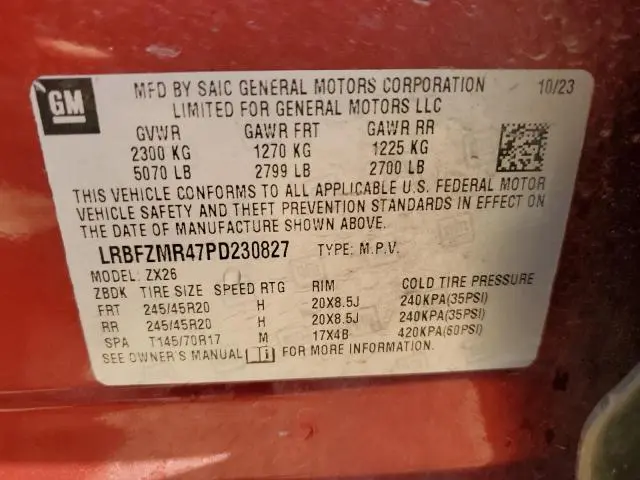 GM
MFD BY SAIC GENERAL MOTORS CORPORATION 10/23
LIMITED FOR GENERAL MOTORS LLC
GVWR GAWR FRT GAWR RR
2300 KG 1270 KG 1225 KG
5070 LB 2799 LB 2700 LB
THIS VEHICLE CONFORMS TO ALL APPLICABLE U.S. FEDERAL MOTOR
VEHICLE SAFETY AND THEFT PREVENTION STANDARDS IN EFFECT ON
THE DATE OF MANUFACTURE SHOWN ABOVE.
LRBFZMR47PD230827 TYPE: M.P.V.
MODEL: ZX26
ZBDK TIRE SIZE SPEED RTG RIM COLD TIRE PRESSURE
FRT 245/45R20 H 20X8.5J 240KPA(35PSI)
RR 245/45R20 H 20X8.5J 240KPA(35PSI)
SPA T145/70R17 M 17X4B 420KPA(60PSI)
SEE OWNER'S MANUAL FOR MORE INFORMATION.